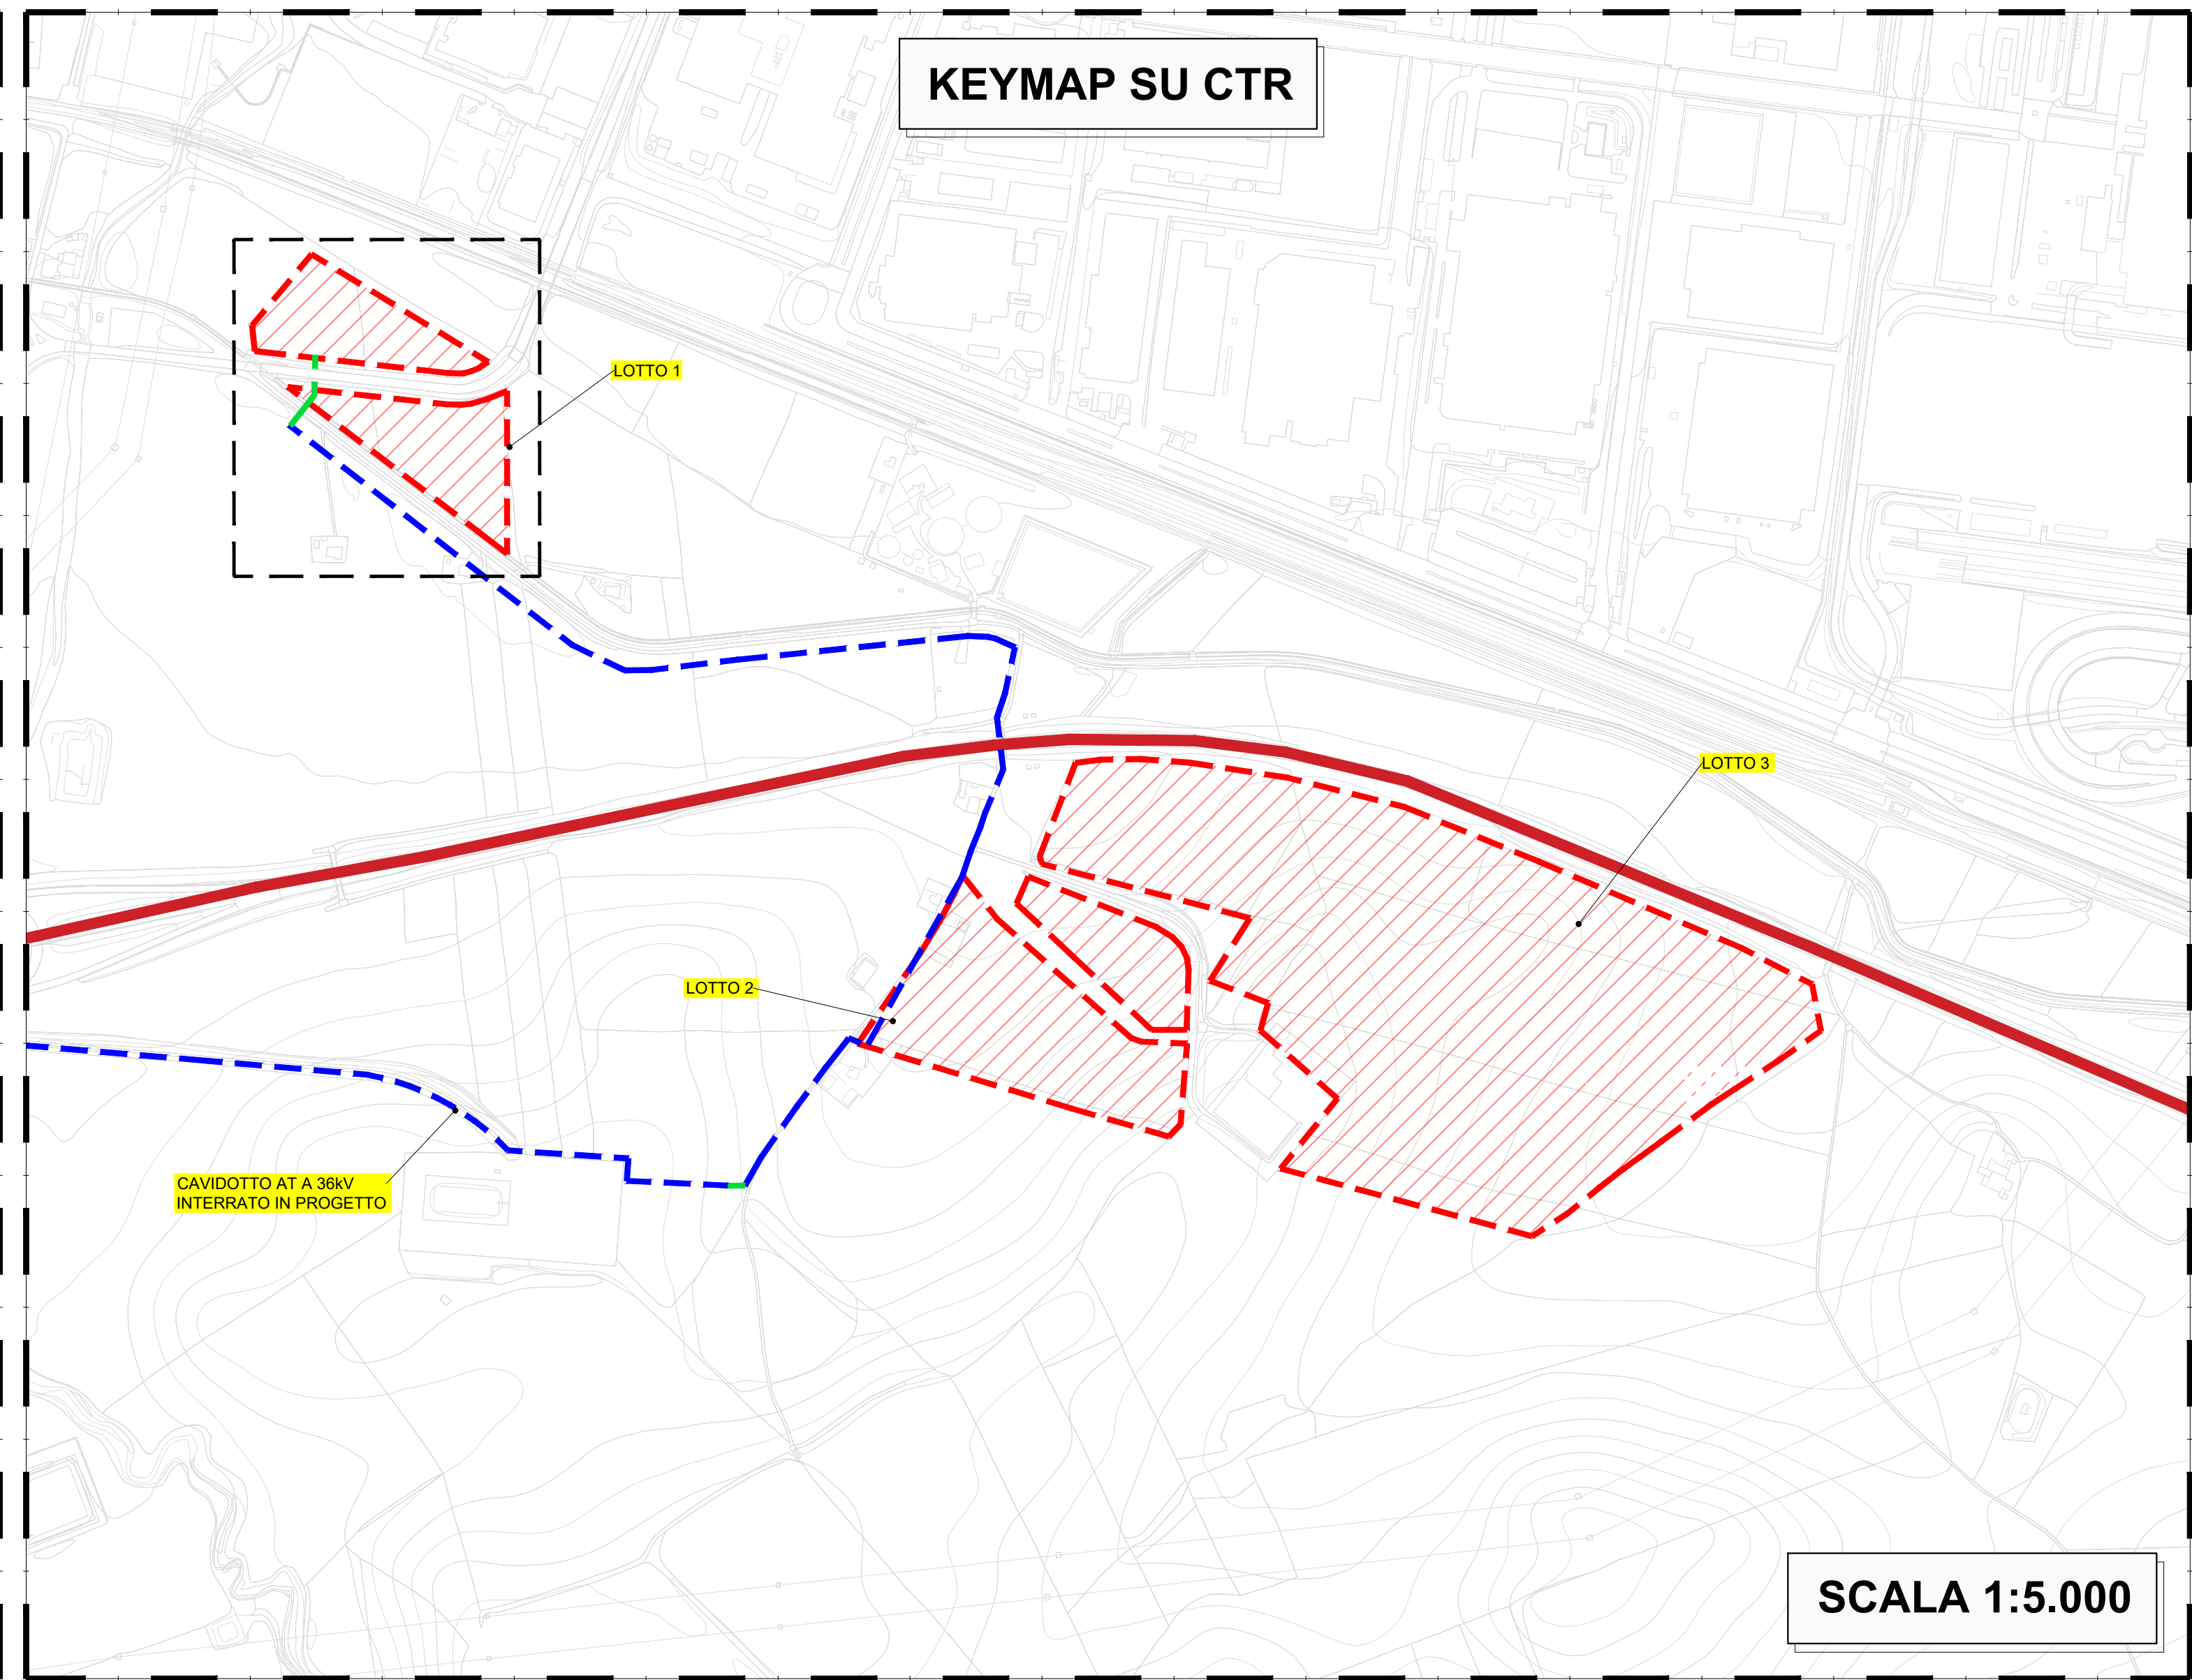 KEYMAP SU CTR
LOTTO 1
LOTTO 3
LOTTO 2
CAVIDOTTO AT A 36kV
INTERRATO IN PROGETTO
SCALA 1:5.000